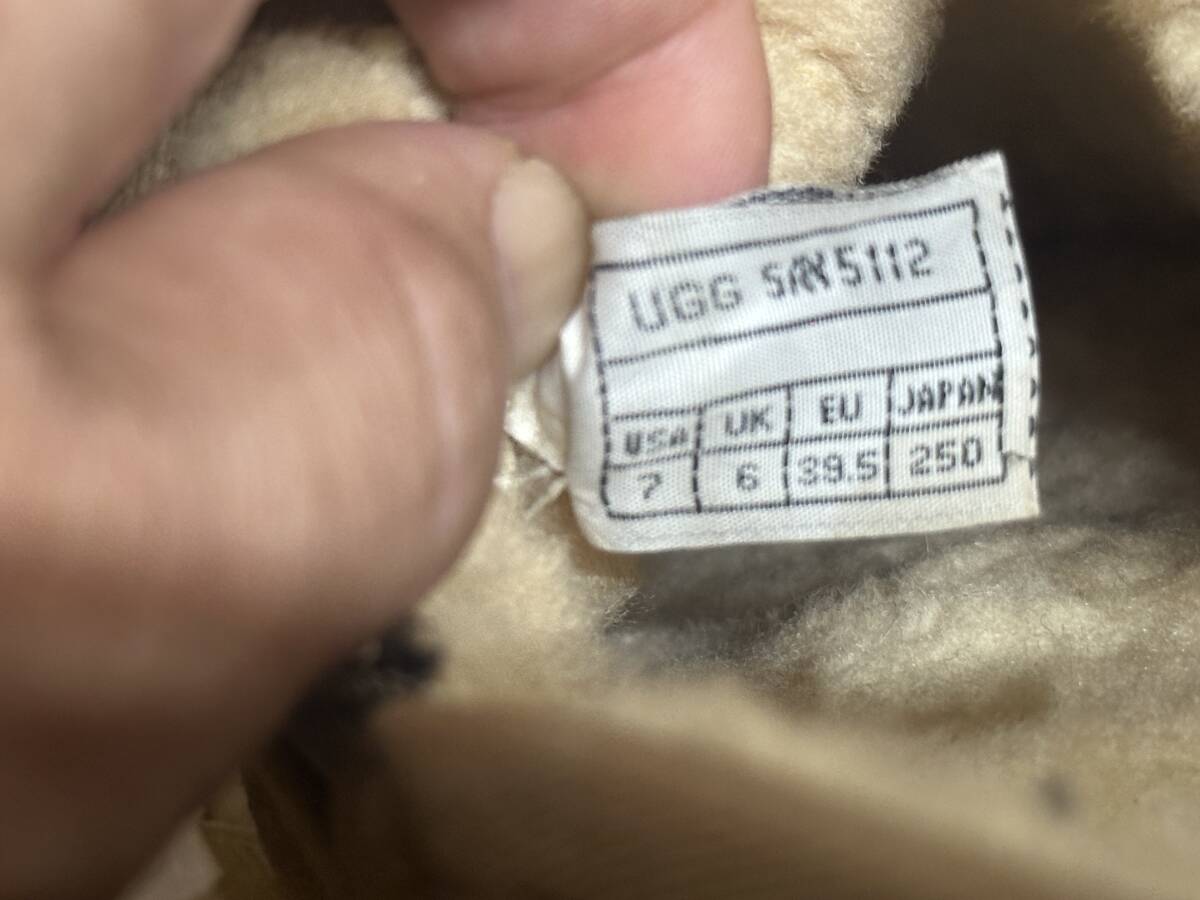 UGG S/N 5112
USA UK EU JAPAN
7 6 39.5 250